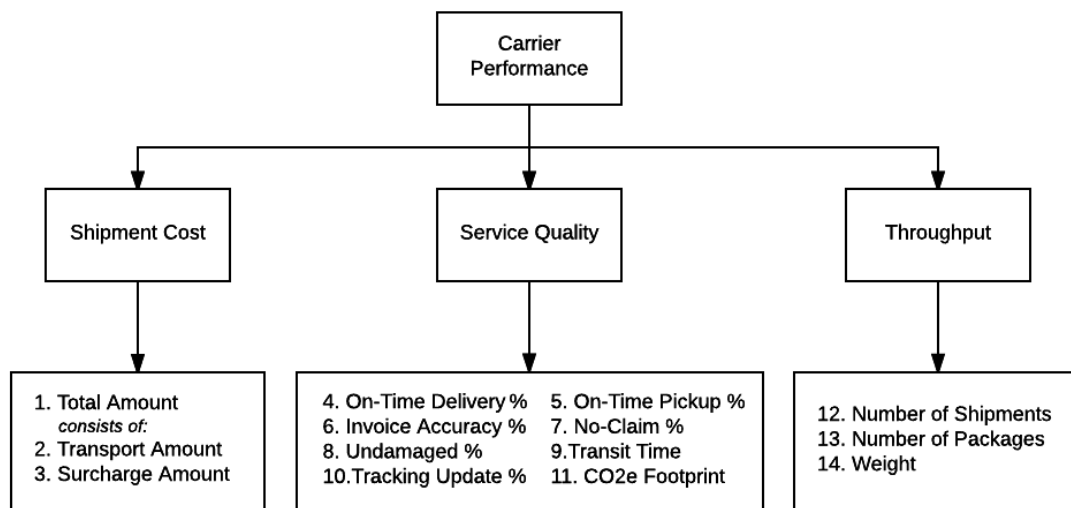 Carrier
Performance
Shipment Cost
Service Quality
Throughput
1. Total Amount
consists of:
2. Transport Amount
3. Surcharge Amount
4. On-Time Delivery % 5. On-Time Pickup %
6. Invoice Accuracy % 7. No-Claim %
8. Undamaged % 9.Transit Time
10.Tracking Update % 11. CO2e Footprint
12. Number of Shipments
13. Number of Packages
14. Weight